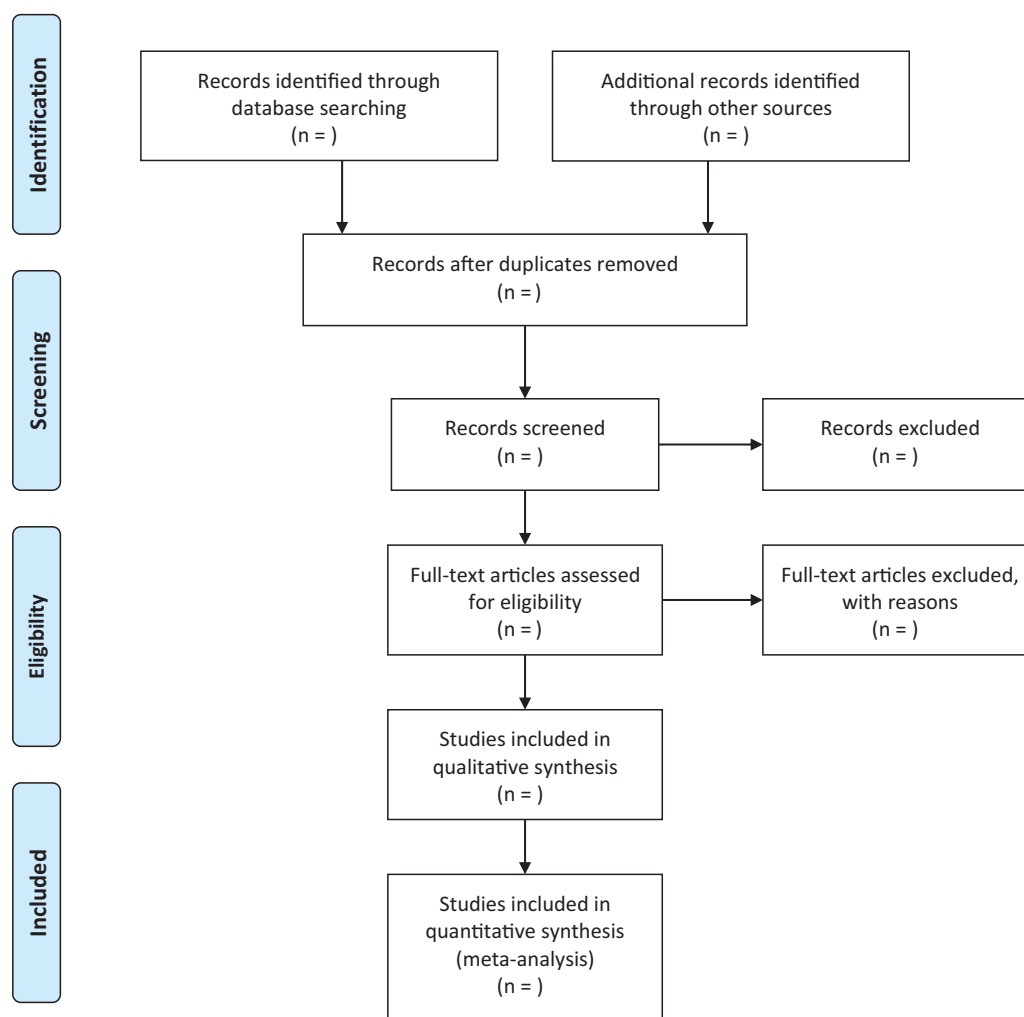 Identification
Records identified through
database searching
(n = )
Additional records identified
through other sources
(n = )
Records after duplicates removed
(n = )
Screening
Records screened
(n = )
Records excluded
(n = )
Eligibility
Full-text articles assessed
for eligibility
(n = )
Full-text articles excluded,
with reasons
(n = )
Studies included in
qualitative synthesis
(n = )
Included
Studies included in
quantitative synthesis
(meta-analysis)
(n = )